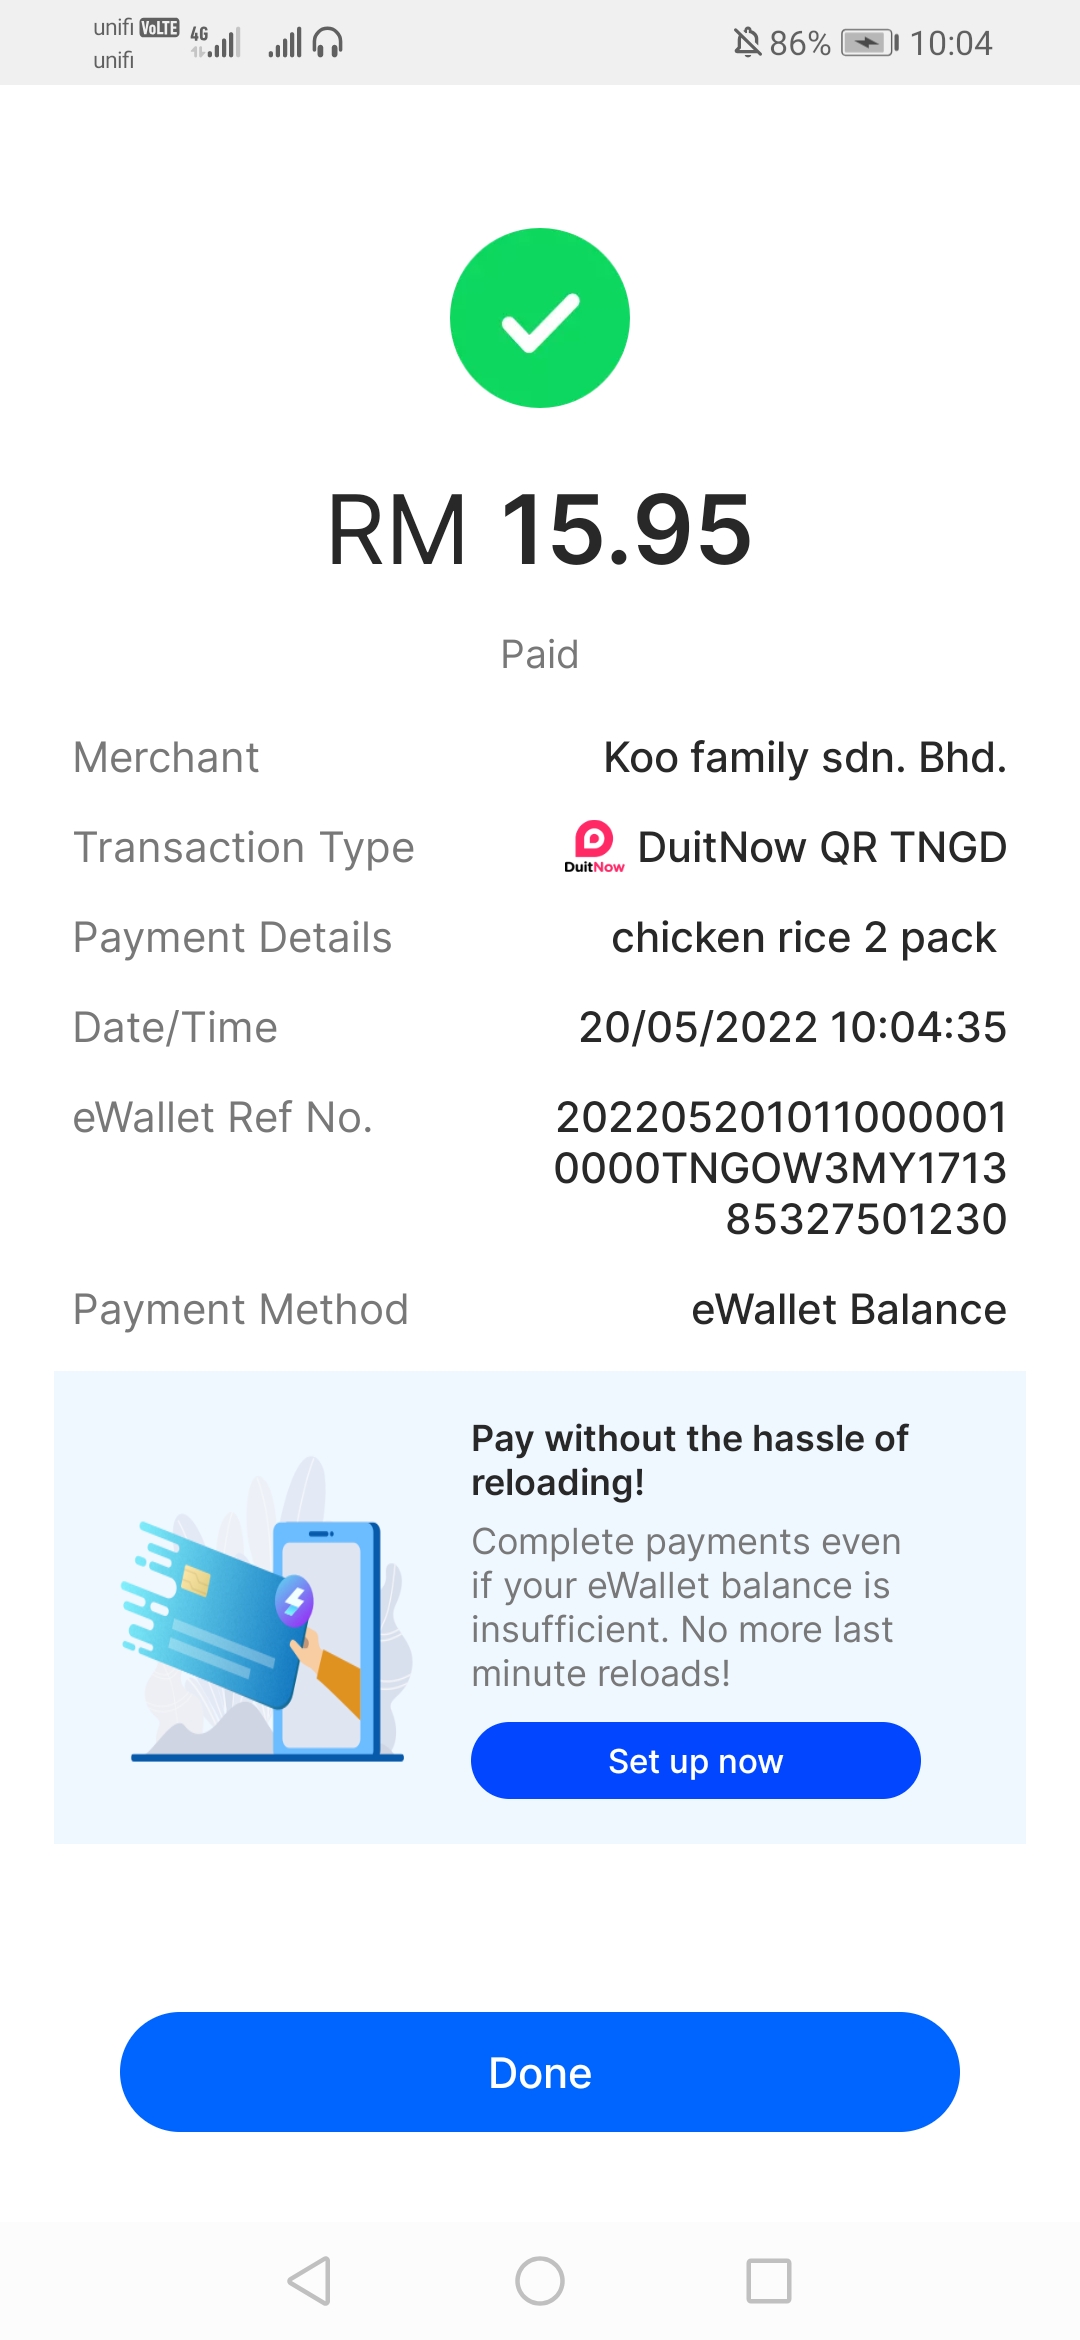 unifi VoLTE 4G 86% 10:04
unifi
RM 15.95
Paid
Merchant Koo family sdn. Bhd.
Transaction Type DuitNow DuitNow QR TNGD
Payment Details chicken rice 2 pack
Date/Time 20/05/2022 10:04:35
eWallet Ref No. 202205201011000001
0000TNGOW3MY1713
85327501230
Payment Method eWallet Balance
Pay without the hassle of
reloading!
Complete payments even
if your eWallet balance is
insufficient. No more last
minute reloads!
Set up now
Done